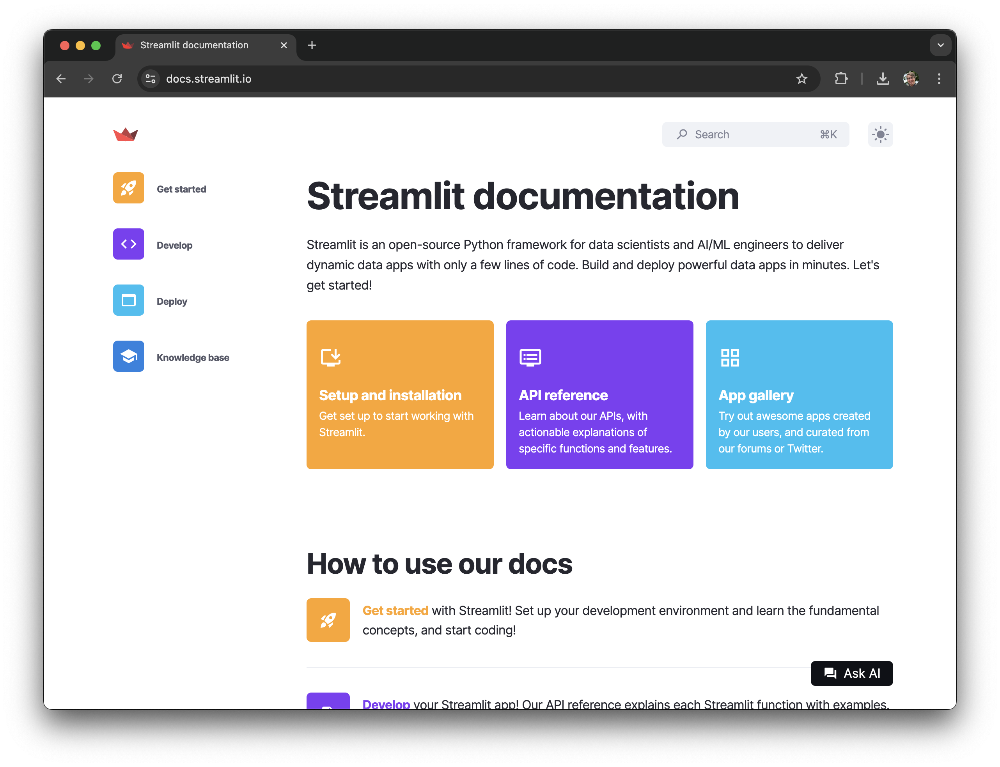 Streamlit documentation
docs.streamlit.io
Search ⌘K
Get started
Develop
Deploy
Knowledge base
Streamlit documentation
Streamlit is an open-source Python framework for data scientists and AI/ML engineers to deliver
dynamic data apps with only a few lines of code. Build and deploy powerful data apps in minutes. Let's
get started!
Setup and installation
Get set up to start working with
Streamlit.
API reference
Learn about our APIs, with
actionable explanations of
specific functions and features.
App gallery
Try out awesome apps created
by our users, and curated from
our forums or Twitter.
How to use our docs
Get started with Streamlit! Set up your development environment and learn the fundamental
concepts, and start coding!
Ask AI
Develop your Streamlit app! Our API reference explains each Streamlit function with examples.